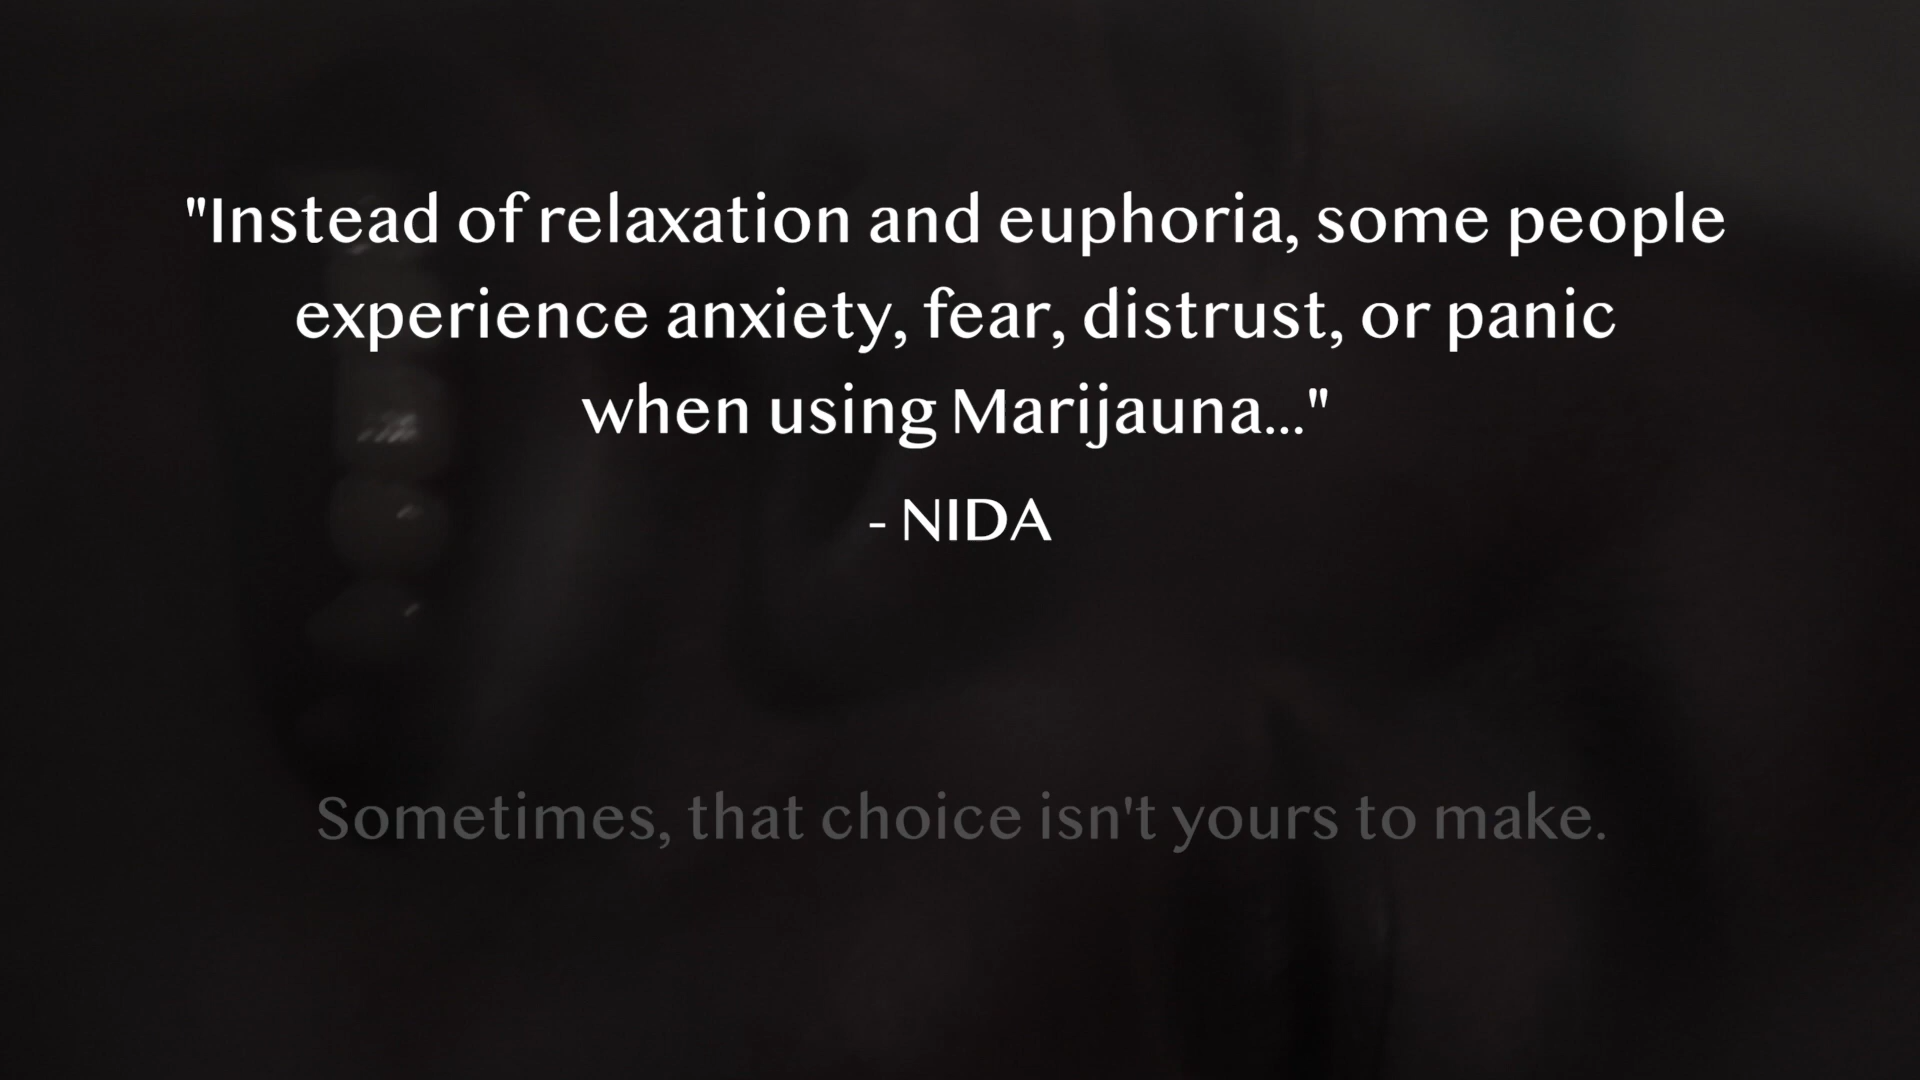 "Instead of relaxation and euphoria, some people
experience anxiety, fear, distrust, or panic
when using Marijauna..."
- NIDA
Sometimes, that choice isn't yours to make.